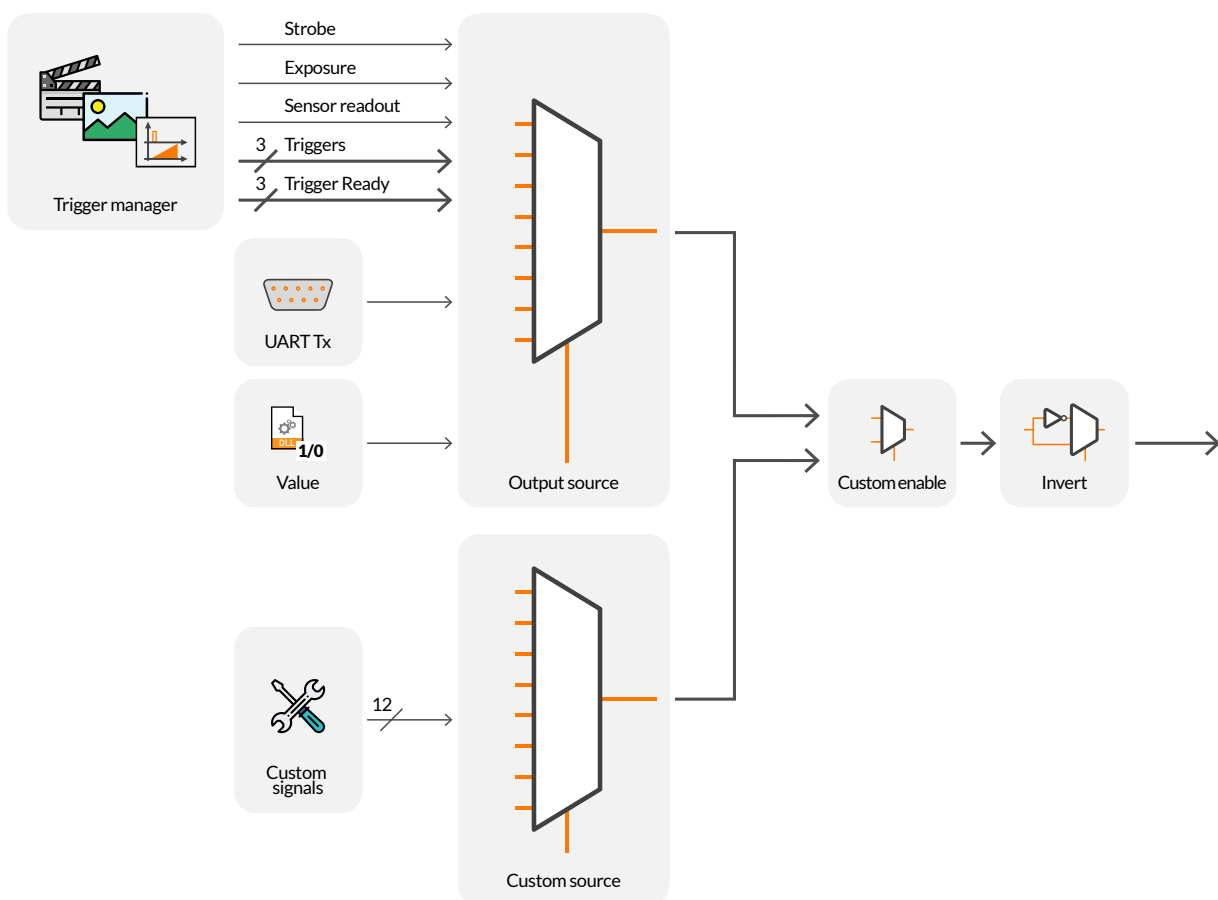 Strobe
Exposure
Sensor readout
3 Triggers
3 Trigger Ready
Trigger manager
UART Tx
DLL
1/0
Value
Output source
Custom enable
Invert
12
Custom
signals
Custom source